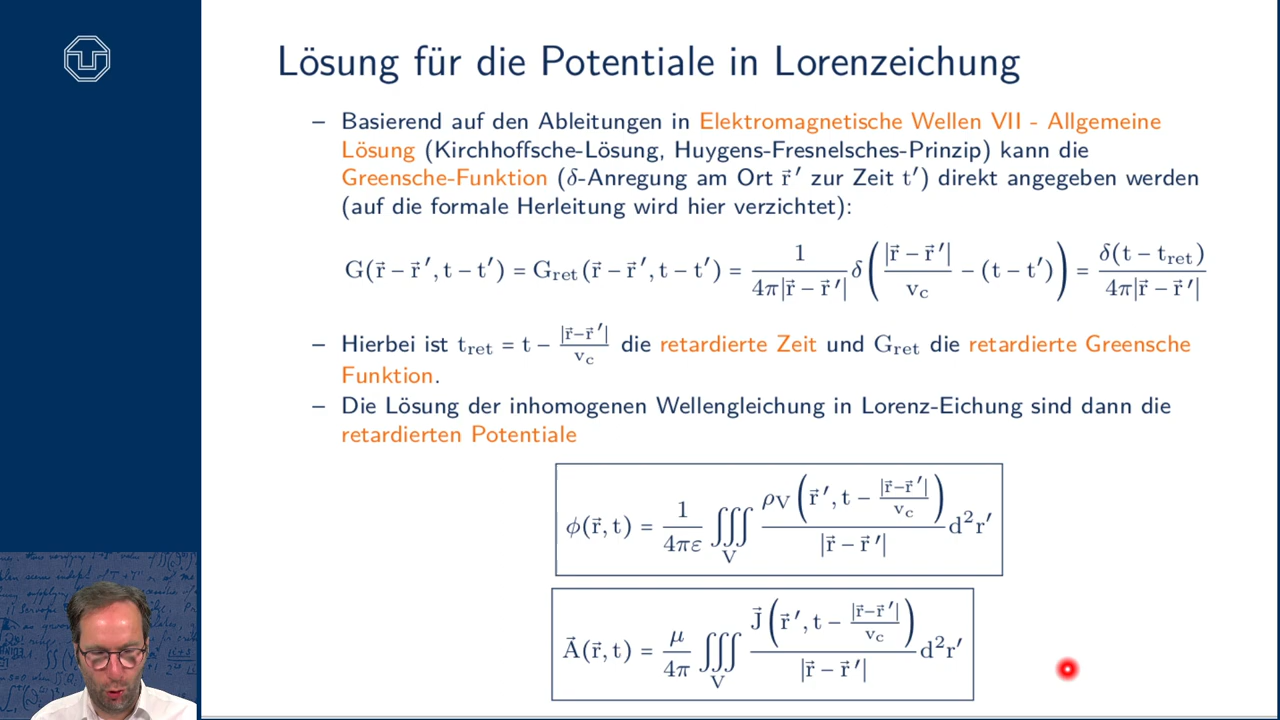 Lösung für die Potentiale in Lorenzeichung
– Basierend auf den Ableitungen in Elektromagnetische Wellen VII - Allgemeine
Lösung (Kirchhoffsche-Lösung, Huygens-Fresnelsches-Prinzip) kann die
Greensche-Funktion (δ-Anregung am Ort r⃗ ′ zur Zeit t′) direkt angegeben werden
(auf die formale Herleitung wird hier verzichtet):
G(r⃗ − r⃗ ′, t − t′) = G_ret(r⃗ − r⃗ ′, t − t′) = 1/(4π|r⃗ − r⃗ ′|) δ(|r⃗ − r⃗ ′|/v_c − (t − t′)) = δ(t − t_ret)/(4π|r⃗ − r⃗ ′|)
– Hierbei ist t_ret = t − |r⃗−r⃗ ′|/v_c die retardierte Zeit und G_ret die retardierte Greensche
Funktion.
– Die Lösung der inhomogenen Wellengleichung in Lorenz-Eichung sind dann die
retardierten Potentiale
ϕ(r⃗, t) = 1/(4πε) ∭_V ρ_V(r⃗ ′, t − |r⃗−r⃗ ′|/v_c)/|r⃗ − r⃗ ′| d²r′
A⃗(r⃗, t) = μ/(4π) ∭_V J⃗(r⃗ ′, t − |r⃗−r⃗ ′|/v_c)/|r⃗ − r⃗ ′| d²r′